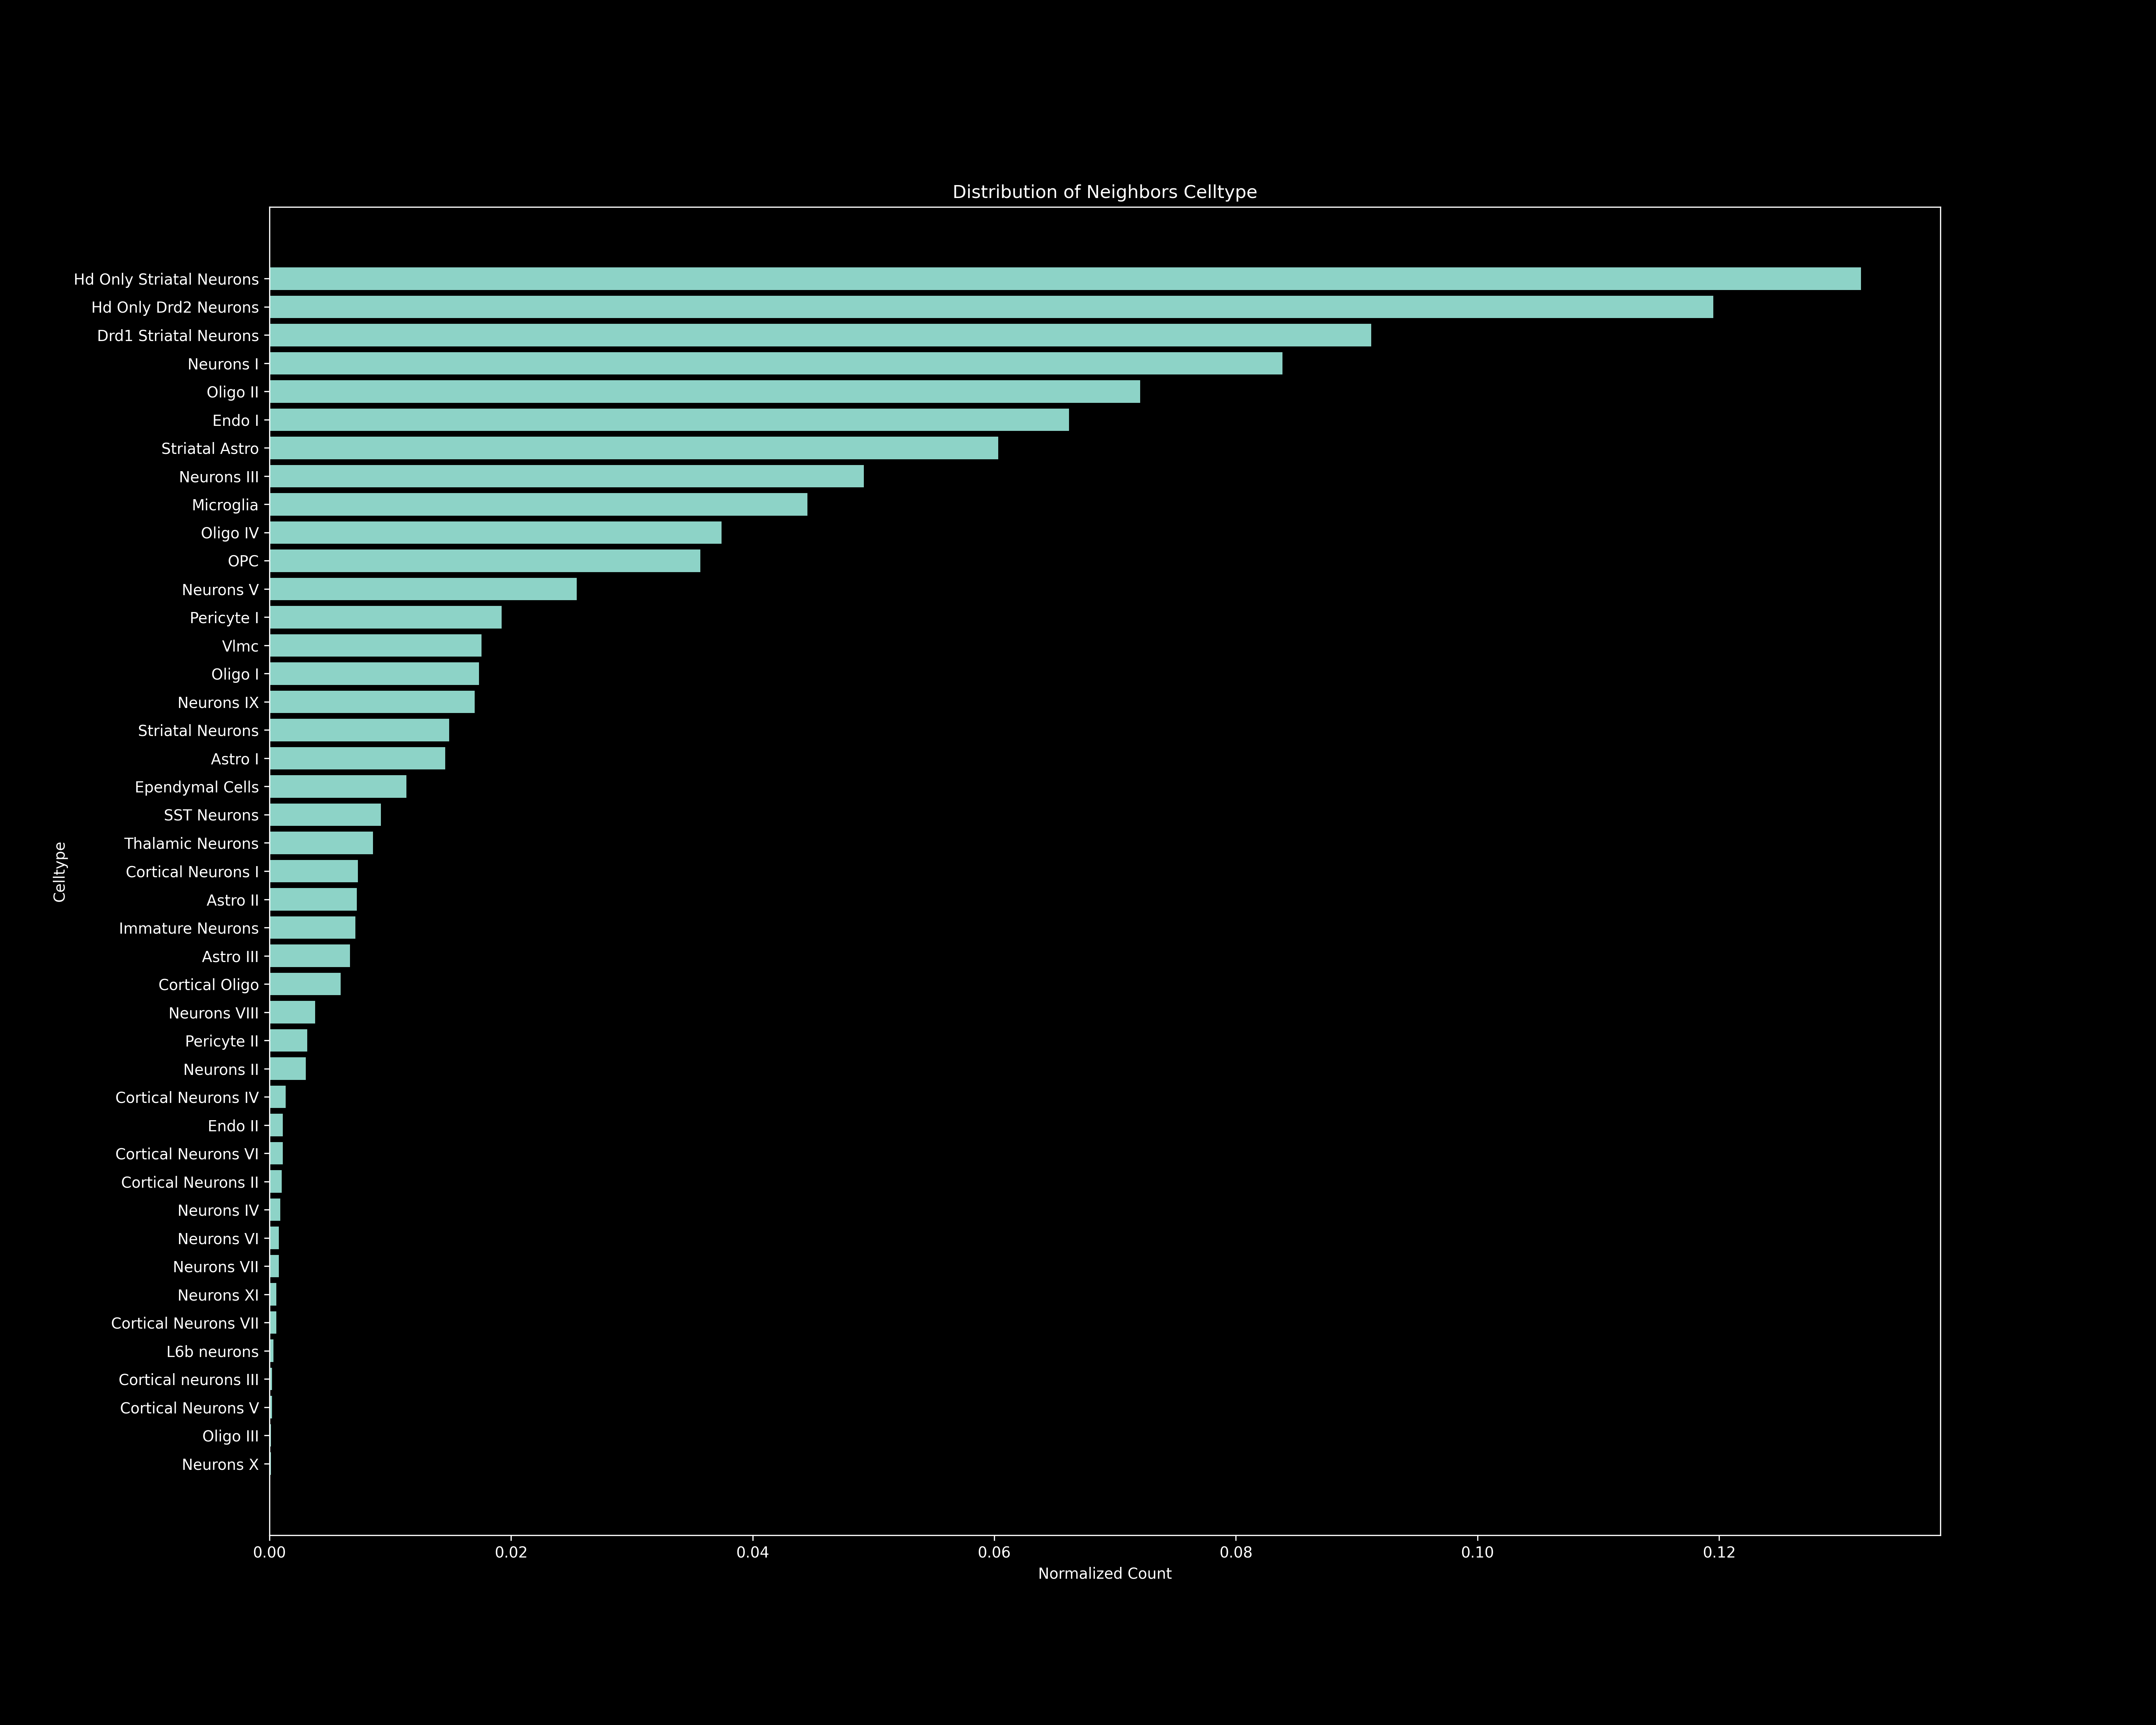 Distribution of Neighbors Celltype
Hd Only Striatal Neurons
Hd Only Drd2 Neurons
Drd1 Striatal Neurons
Neurons I
Oligo II
Endo I
Striatal Astro
Neurons III
Microglia
Oligo IV
OPC
Neurons V
Pericyte I
Vlmc
Oligo I
Neurons IX
Striatal Neurons
Astro I
Ependymal Cells
SST Neurons
Thalamic Neurons
Cortical Neurons I
Astro II
Immature Neurons
Astro III
Cortical Oligo
Neurons VIII
Pericyte II
Neurons II
Cortical Neurons IV
Endo II
Cortical Neurons VI
Cortical Neurons II
Neurons IV
Neurons VI
Neurons VII
Neurons XI
Cortical Neurons VII
L6b neurons
Cortical neurons III
Cortical Neurons V
Oligo III
Neurons X
Celltype
0.00 0.02 0.04 0.06 0.08 0.10 0.12
Normalized Count